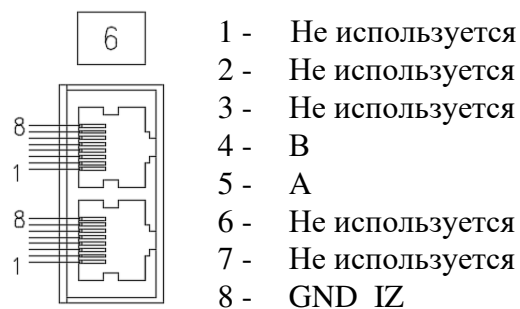 6
8
1
8
1
1 - Не используется
2 - Не используется
3 - Не используется
4 - B
5 - A
6 - Не используется
7 - Не используется
8 - GND IZ